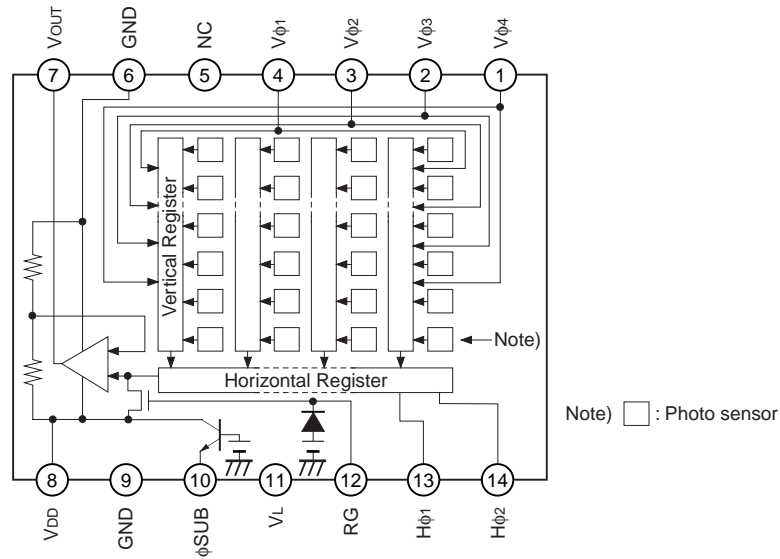 VOUT
GND
NC
Vϕ1
Vϕ2
Vϕ3
Vϕ4
7
6
5
4
3
2
1
Vertical Register
Note)
Horizontal Register
Note) : Photo sensor
8
9
10
11
12
13
14
VDD
GND
ϕSUB
VL
RG
Hϕ1
Hϕ2